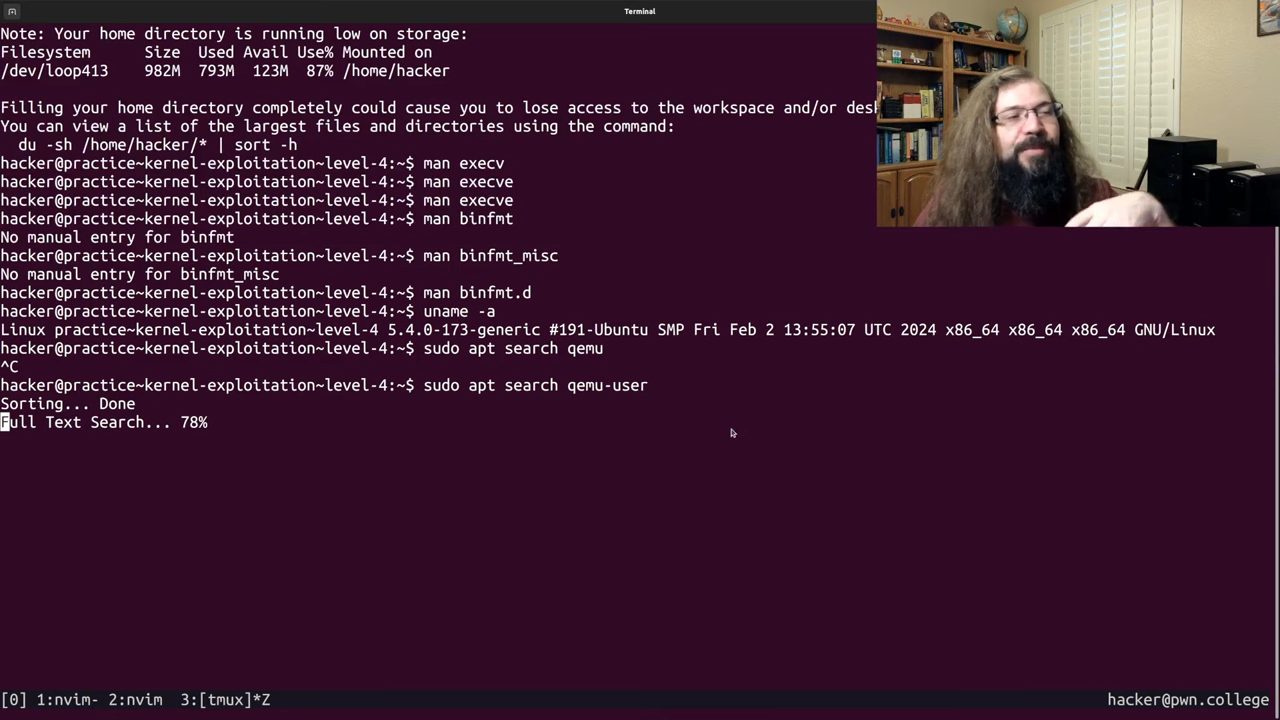 Terminal
Note: Your home directory is running low on storage:
Filesystem Size Used Avail Use% Mounted on
/dev/loop413 982M 793M 123M 87% /home/hacker
Filling your home directory completely could cause you to lose access to the workspace and/or desk
You can view a list of the largest files and directories using the command:
du -sh /home/hacker/* | sort -h
hacker@practice~kernel-exploitation~level-4:~$ man execv
hacker@practice~kernel-exploitation~level-4:~$ man execve
hacker@practice~kernel-exploitation~level-4:~$ man execve
hacker@practice~kernel-exploitation~level-4:~$ man binfmt
No manual entry for binfmt
hacker@practice~kernel-exploitation~level-4:~$ man binfmt_misc
No manual entry for binfmt_misc
hacker@practice~kernel-exploitation~level-4:~$ man binfmt.d
hacker@practice~kernel-exploitation~level-4:~$ uname -a
Linux practice~kernel-exploitation~level-4 5.4.0-173-generic #191-Ubuntu SMP Fri Feb 2 13:55:07 UTC 2024 x86_64 x86_64 x86_64 GNU/Linux
hacker@practice~kernel-exploitation~level-4:~$ sudo apt search qemu
^C
hacker@practice~kernel-exploitation~level-4:~$ sudo apt search qemu-user
Sorting... Done
Full Text Search... 78%
[0] 1:nvim- 2:nvim 3:[tmux]*Z hacker@pwn.college